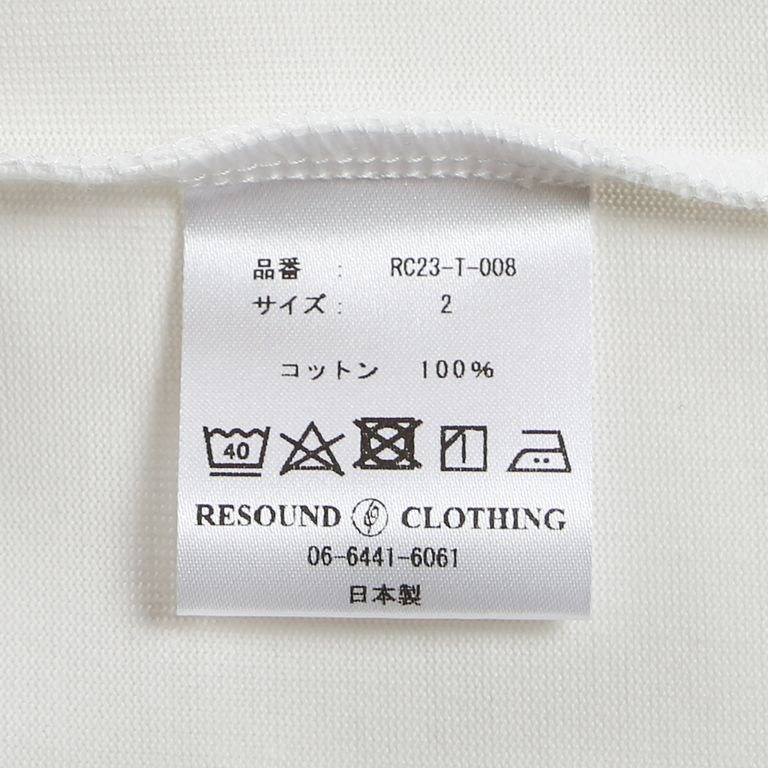 品番 : RC23-T-008
サイズ : 2
コットン 100%
40
RESOUND CLOTHING
06-6441-6061
日本製